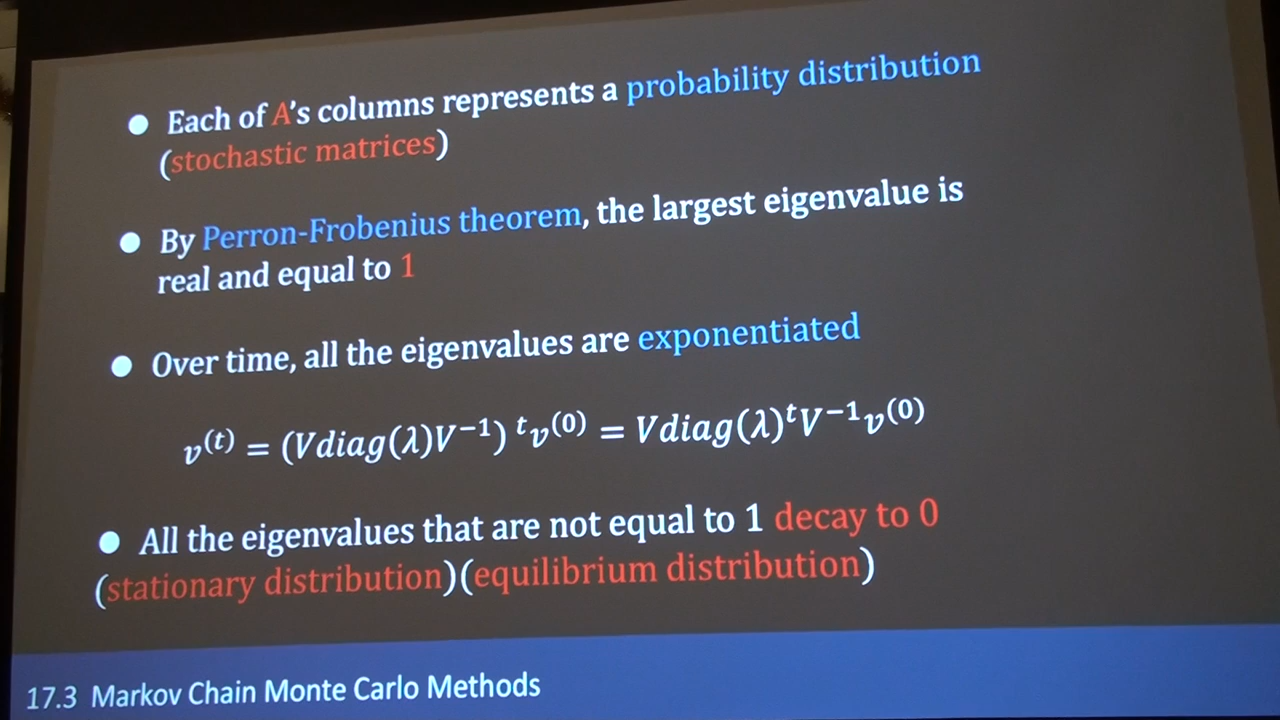 ● Each of A's columns represents a probability distribution
(stochastic matrices)
● By Perron-Frobenius theorem, the largest eigenvalue is
real and equal to 1
● Over time, all the eigenvalues are exponentiated
v⁽ᵗ⁾ = (Vdiag(λ)V⁻¹) ᵗv⁽⁰⁾ = Vdiag(λ)ᵗV⁻¹v⁽⁰⁾
● All the eigenvalues that are not equal to 1 decay to 0
(stationary distribution)(equilibrium distribution)
17.3 Markov Chain Monte Carlo Methods